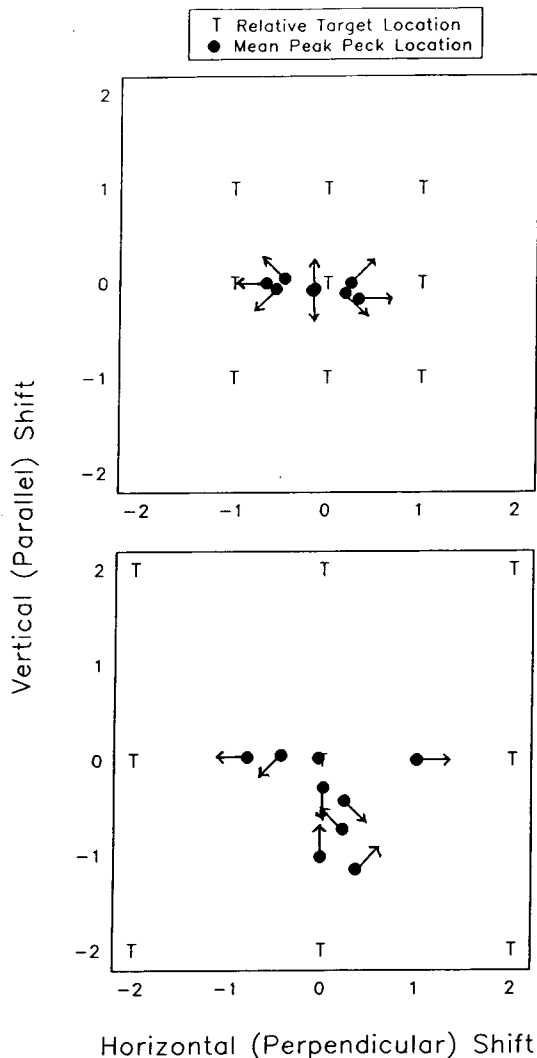 T Relative Target Location
● Mean Peak Peck Location
2
T T T
1
T T T
0
T T T
-1
-2
-2 -1 0 1 2
Vertical (Parallel) Shift
2 T T T
1
0 T T T
-1
-2 T T T
-2 -1 0 1 2
Horizontal (Perpendicular) Shift